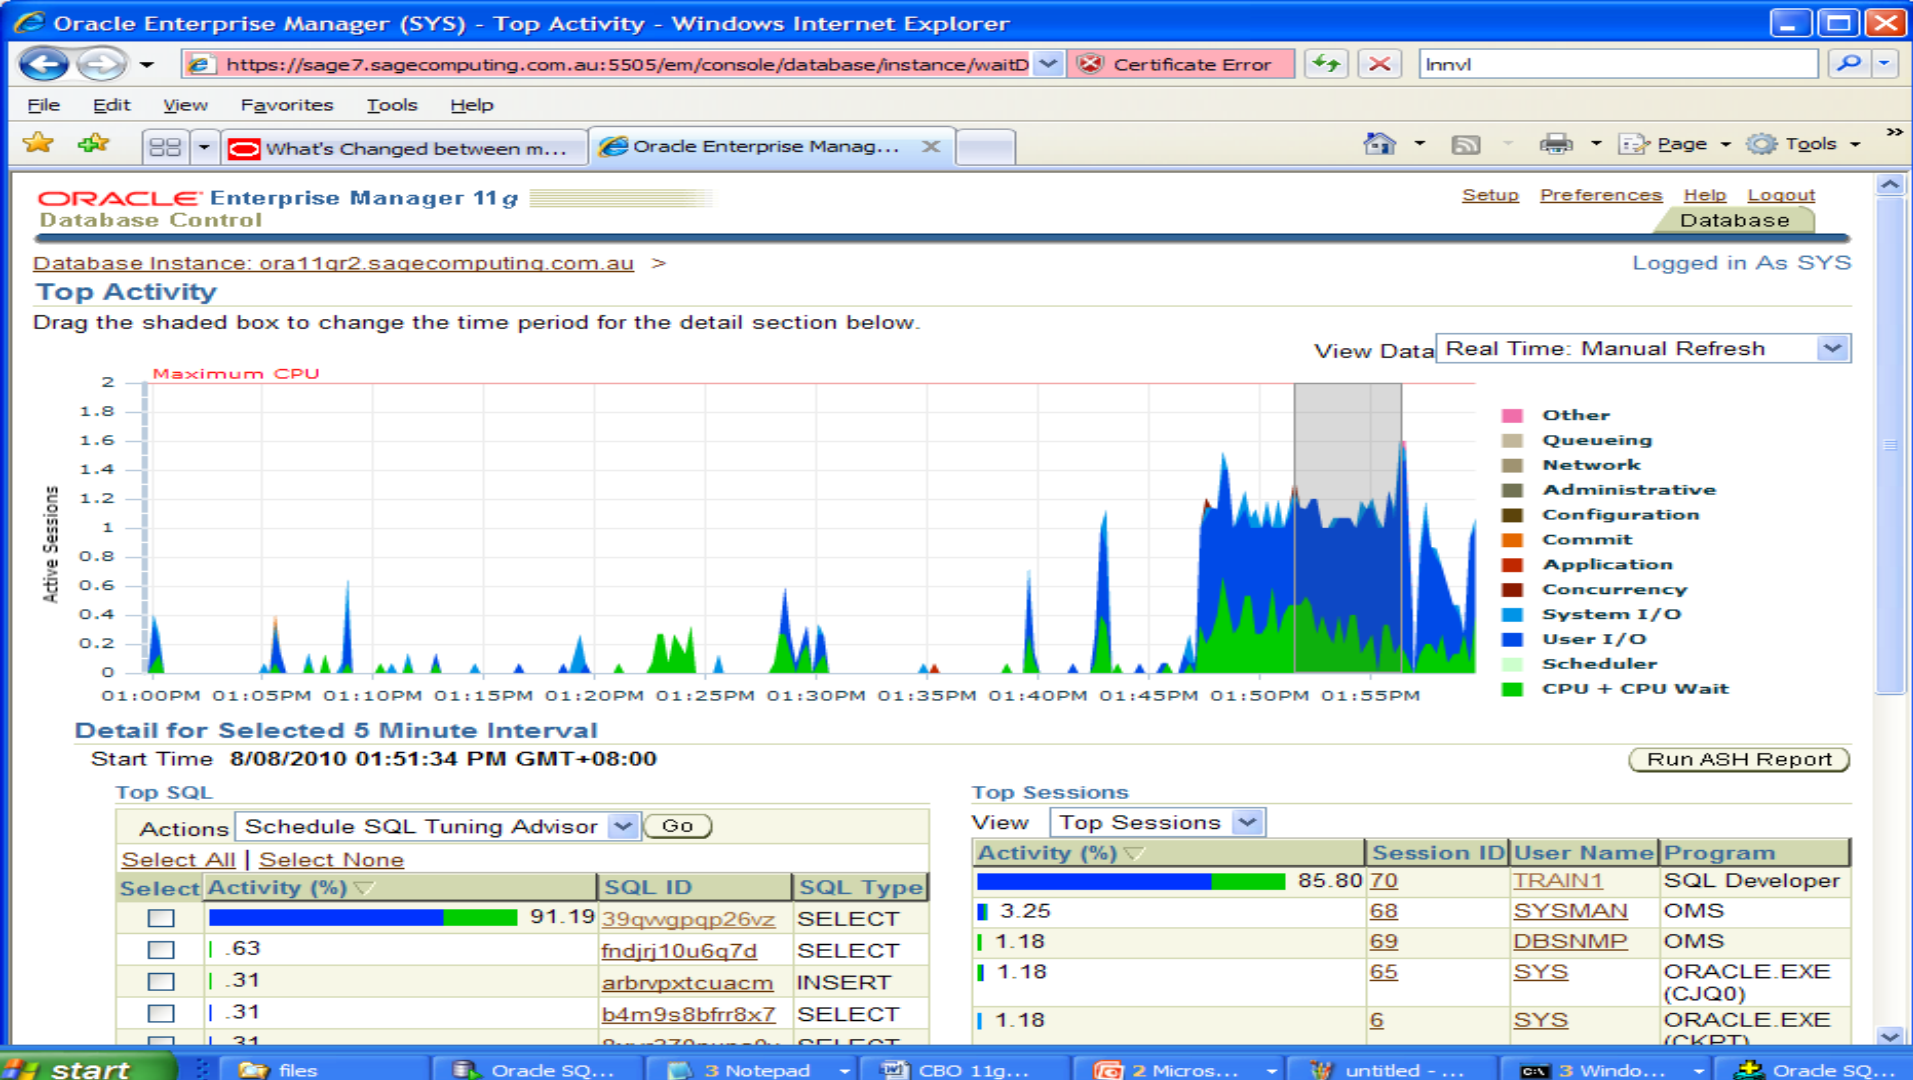 Oracle Enterprise Manager (SYS) - Top Activity - Windows Internet Explorer
https://sage7.sagecomputing.com.au:5505/em/console/database/instance/waitD Certificate Error lnnvl
File Edit View Favorites Tools Help
What's Changed between m... Oracle Enterprise Manag... Page Tools »
ORACLE Enterprise Manager 11g Setup Preferences Help Logout
Database Control Database
Database Instance: ora11gr2.sagecomputing.com.au > Logged in As SYS
Top Activity
Drag the shaded box to change the time period for the detail section below.
View Data Real Time: Manual Refresh
Maximum CPU
Active Sessions
2
1.8
1.6
1.4
1.2
1
0.8
0.6
0.4
0.2
0
01:00PM 01:05PM 01:10PM 01:15PM 01:20PM 01:25PM 01:30PM 01:35PM 01:40PM 01:45PM 01:50PM 01:55PM
Other
Queueing
Network
Administrative
Configuration
Commit
Application
Concurrency
System I/O
User I/O
Scheduler
CPU + CPU Wait
Detail for Selected 5 Minute Interval
Start Time 8/08/2010 01:51:34 PM GMT+08:00 Run ASH Report
Top SQL
Actions Schedule SQL Tuning Advisor Go
Select All | Select None
Select Activity (%) SQL ID SQL Type
91.19 39qwgpqp26vz SELECT
.63 fndjrj10u6q7d SELECT
.31 arbrvpxtcuacm INSERT
.31 b4m9s8bfrr8x7 SELECT
.31 SELECT
Top Sessions
View Top Sessions
Activity (%) Session ID User Name Program
85.80 70 TRAIN1 SQL Developer
3.25 68 SYSMAN OMS
1.18 69 DBSNMP OMS
1.18 65 SYS ORACLE.EXE
(CJQ0)
1.18 6 SYS ORACLE.EXE
(CKPT)
start files Oracle SQ... 3 Notepad CBO 11g... 2 Micros... untitled - ... 3 Windo... Oracle SQ...